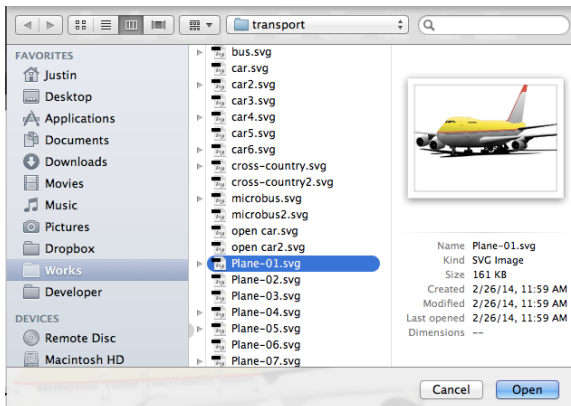 transport
FAVORITES
Justin
Desktop
Applications
Documents
Downloads
Movies
Music
Pictures
Dropbox
Works
Developer
DEVICES
Remote Disc
Macintosh HD
bus.svg
car.svg
car2.svg
car3.svg
car4.svg
car5.svg
car6.svg
cross-country.svg
cross-country2.svg
microbus.svg
microbus2.svg
open car.svg
open car2.svg
Plane-01.svg
Plane-02.svg
Plane-03.svg
Plane-04.svg
Plane-05.svg
Plane-06.svg
Plane-07.svg
Name Plane-01.svg
Kind SVG Image
Size 161 KB
Created 2/26/14, 11:59 AM
Modified 2/26/14, 11:59 AM
Last opened 2/26/14, 11:59 AM
Dimensions --
Cancel
Open